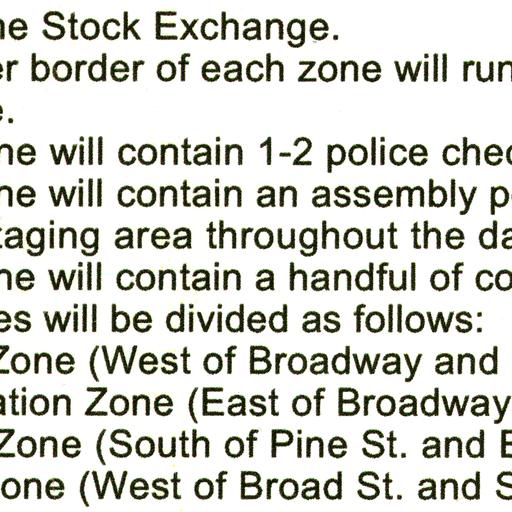 ne Stock Exchange.
er border of each zone will run
e.
ne will contain 1-2 police chec
ne will contain an assembly p
taging area throughout the da
ne will contain a handful of co
es will be divided as follows:
Zone (West of Broadway and
ation Zone (East of Broadway
Zone (South of Pine St. and E
one (West of Broad St. and S